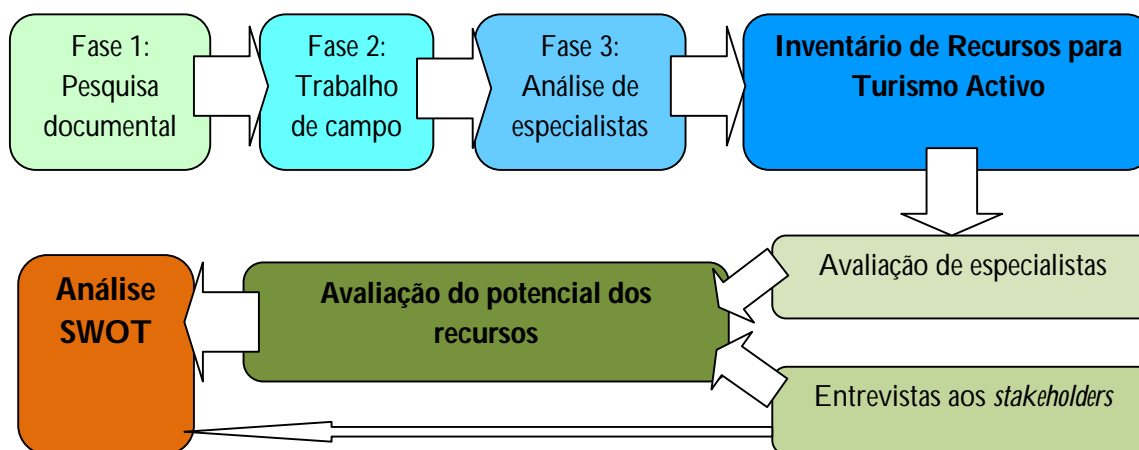 Fase 1:
Pesquisa
documental
Fase 2:
Trabalho
de campo
Fase 3:
Análise de
especialistas
Inventário de Recursos para
Turismo Activo
Avaliação de especialistas
Entrevistas aos stakeholders
Avaliação do potencial dos
recursos
Análise
SWOT